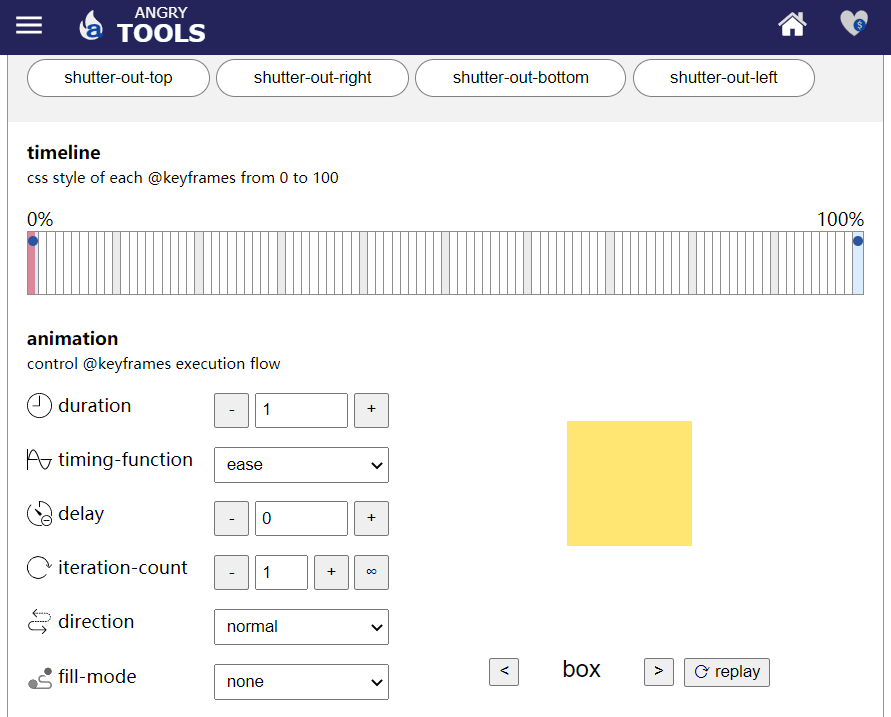 ANGRY
TOOLS
shutter-out-top shutter-out-right shutter-out-bottom shutter-out-left
timeline
css style of each @keyframes from 0 to 100
0% 100%
animation
control @keyframes execution flow
duration - 1 +
timing-function ease
delay - 0 +
iteration-count - 1 + ∞
direction normal
fill-mode none
< box > replay